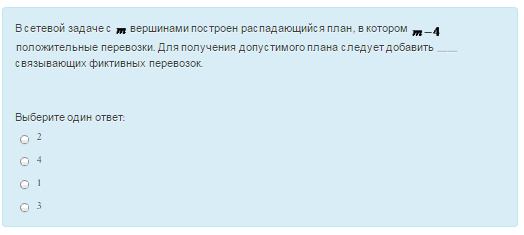 В сетевой задаче с m вершинами построен распадающийся план, в котором m−4
положительные перевозки. Для получения допустимого плана следует добавить ____
связывающих фиктивных перевозок.
Выберите один ответ:
2
4
1
3